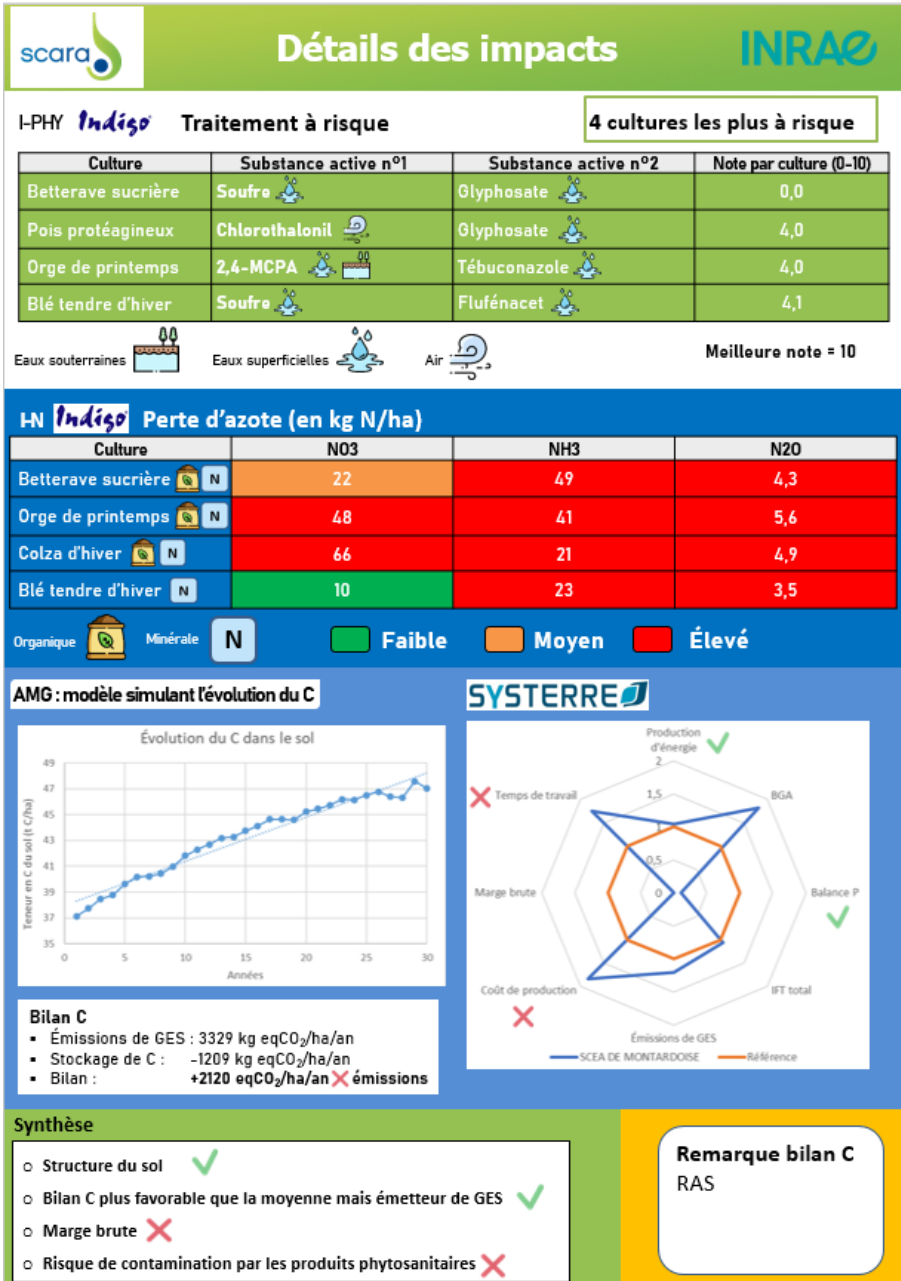 scara
Détails des impacts
INRAE
I-PHY Indigo Traitement à risque
4 cultures les plus à risque
Culture Substance active n°1 Substance active n°2 Note par culture (0-10)
Betterave sucrière Soufre Glyphosate 0,0
Pois protéagineux Chlorothalonil Glyphosate 4,0
Orge de printemps 2,4-MCPA Tébuconazole 4,0
Blé tendre d'hiver Soufre Flufénacet 4,1
Eaux souterraines Eaux superficielles Air Meilleure note = 10
I-N Indigo Perte d'azote (en kg N/ha)
Culture NO3 NH3 N2O
Betterave sucrière N 22 49 4,3
Orge de printemps N 48 41 5,6
Colza d'hiver N 66 21 4,9
Blé tendre d'hiver N 10 23 3,5
Organique Minérale N Faible Moyen Élevé
AMG : modèle simulant l'évolution du C
Évolution du C dans le sol
Teneur en C du sol (t C/ha)
49
47
45
43
41
39
37
35
0 5 10 15 20 25 30
Années
Bilan C
▪ Émissions de GES : 3329 kg eqCO₂/ha/an
▪ Stockage de C : -1209 kg eqCO₂/ha/an
▪ Bilan : +2120 eqCO₂/ha/an émissions
SYSTERRE
Production
d'énergie
2
Temps de travail 1,5 BGA
1
0,5
Marge brute 0 Balance P
Coût de production IFT total
Émissions de GES
SCEA DE MONTARDOISE Référence
Synthèse
o Structure du sol
o Bilan C plus favorable que la moyenne mais émetteur de GES
o Marge brute
o Risque de contamination par les produits phytosanitaires
Remarque bilan C
RAS